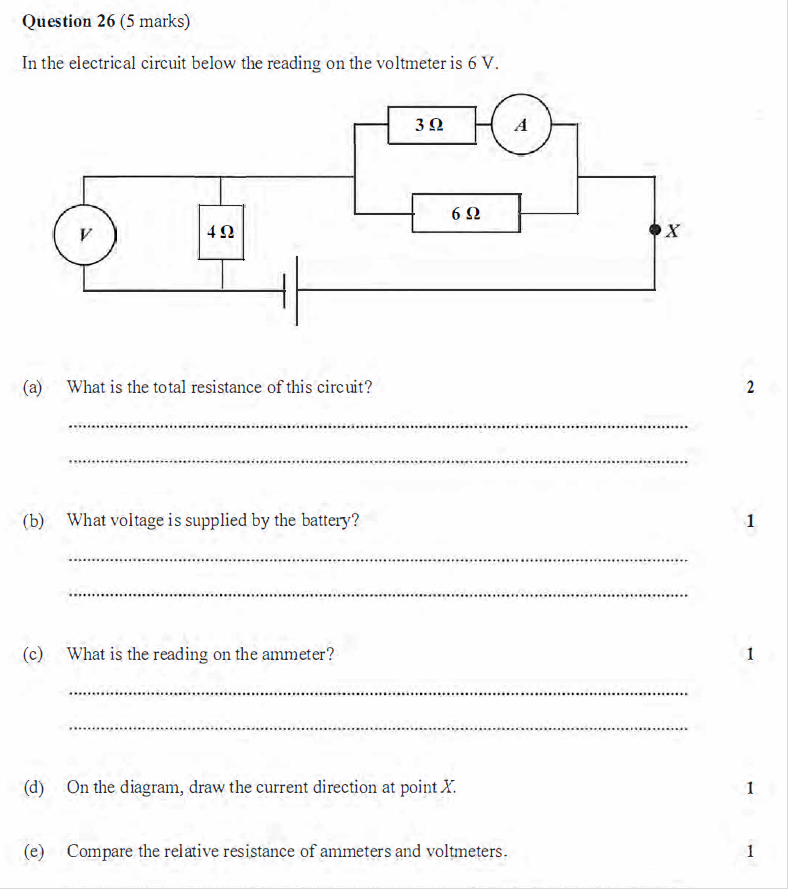 Question 26 (5 marks)
In the electrical circuit below the reading on the voltmeter is 6 V.
3 Ω
A
6 Ω
V
4 Ω
X
(a) What is the total resistance of this circuit? 2
(b) What voltage is supplied by the battery? 1
(c) What is the reading on the ammeter? 1
(d) On the diagram, draw the current direction at point X. 1
(e) Compare the relative resistance of ammeters and voltmeters. 1